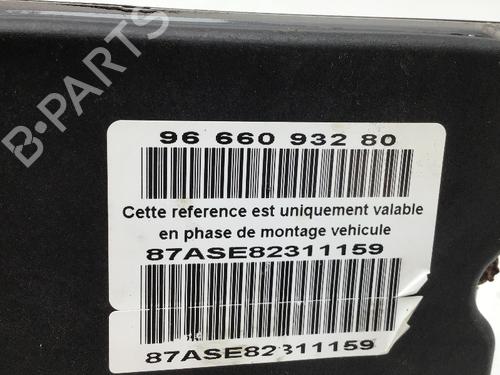 B-PARTS
96 660 932 80
Cette reference est uniquement valable
en phase de montage vehicule
87ASE82311159
87ASE82311159